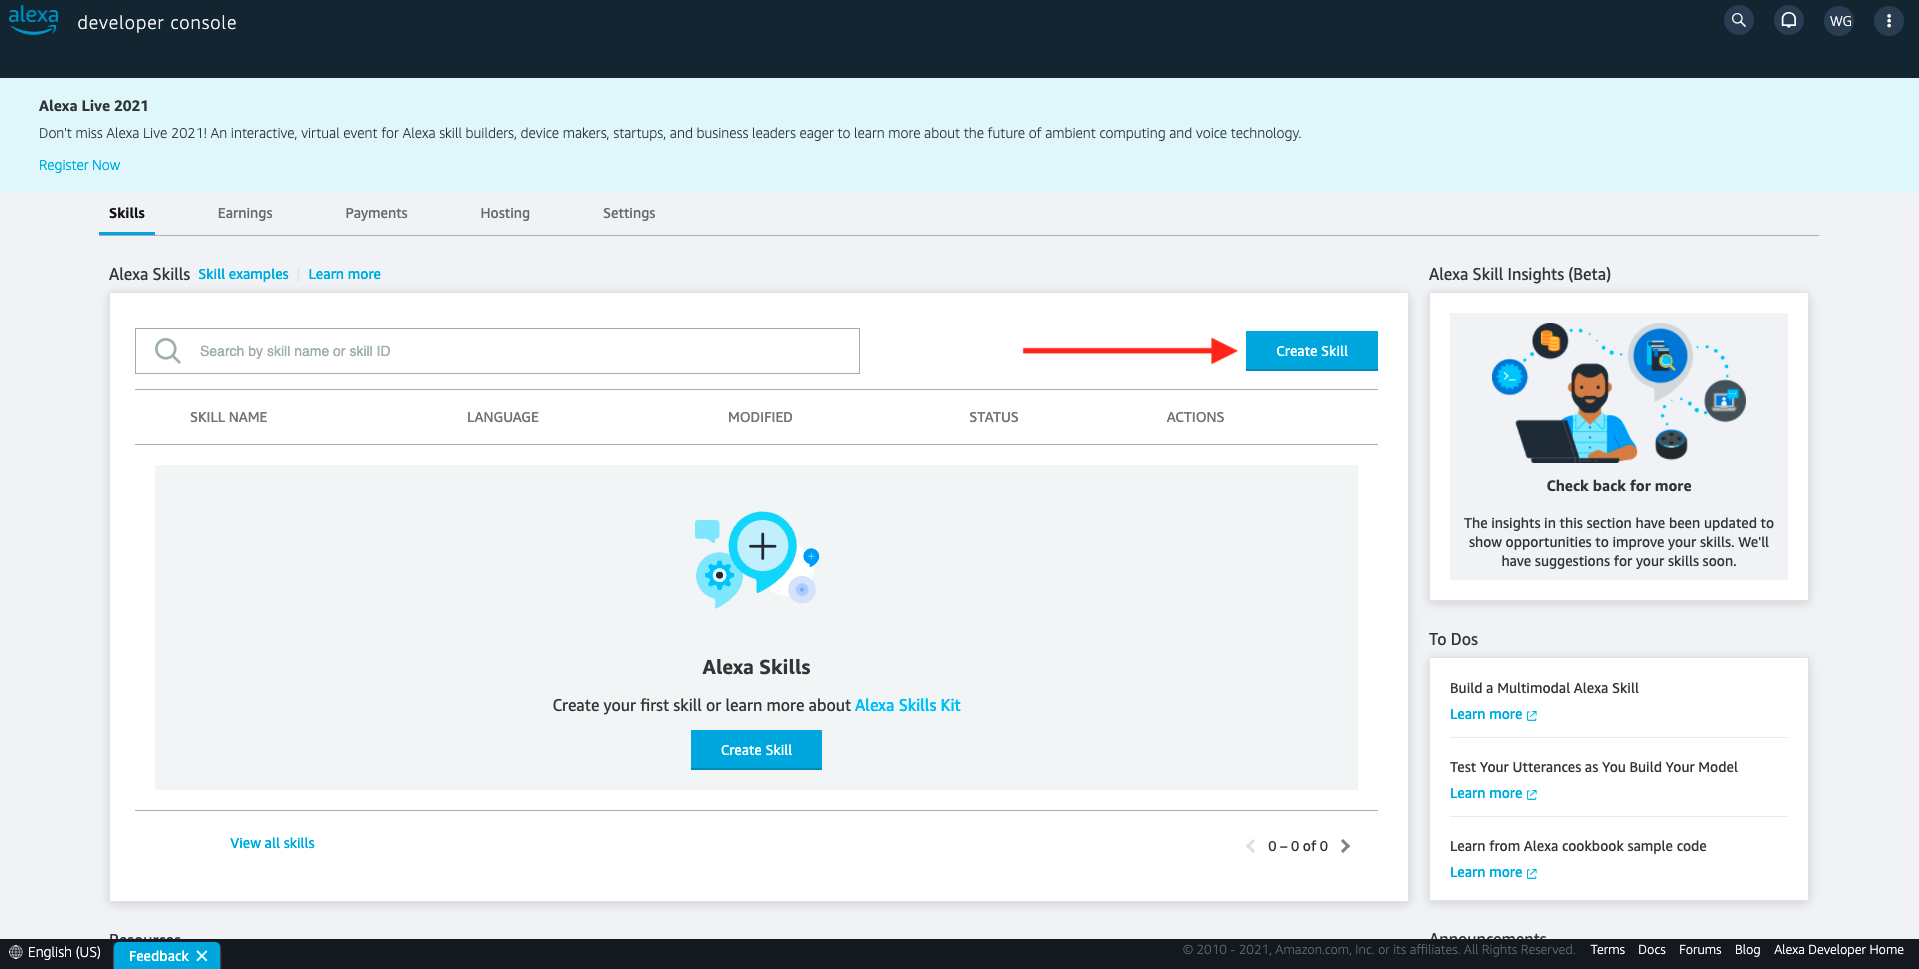 alexa developer console
WG
Alexa Live 2021
Don't miss Alexa Live 2021! An interactive, virtual event for Alexa skill builders, device makers, startups, and business leaders eager to learn more about the future of ambient computing and voice technology.
Register Now
Skills Earnings Payments Hosting Settings
Alexa Skills Skill examples Learn more
Search by skill name or skill ID
Create Skill
SKILL NAME LANGUAGE MODIFIED STATUS ACTIONS
Alexa Skills
Create your first skill or learn more about Alexa Skills Kit
Create Skill
View all skills
0 – 0 of 0
Alexa Skill Insights (Beta)
Check back for more
The insights in this section have been updated to
show opportunities to improve your skills. We'll
have suggestions for your skills soon.
To Dos
Build a Multimodal Alexa Skill
Learn more
Test Your Utterances as You Build Your Model
Learn more
Learn from Alexa cookbook sample code
Learn more
Resources
Announcements
English (US)
Feedback
© 2010 - 2021, Amazon.com, Inc. or its affiliates. All Rights Reserved. Terms Docs Forums Blog Alexa Developer Home